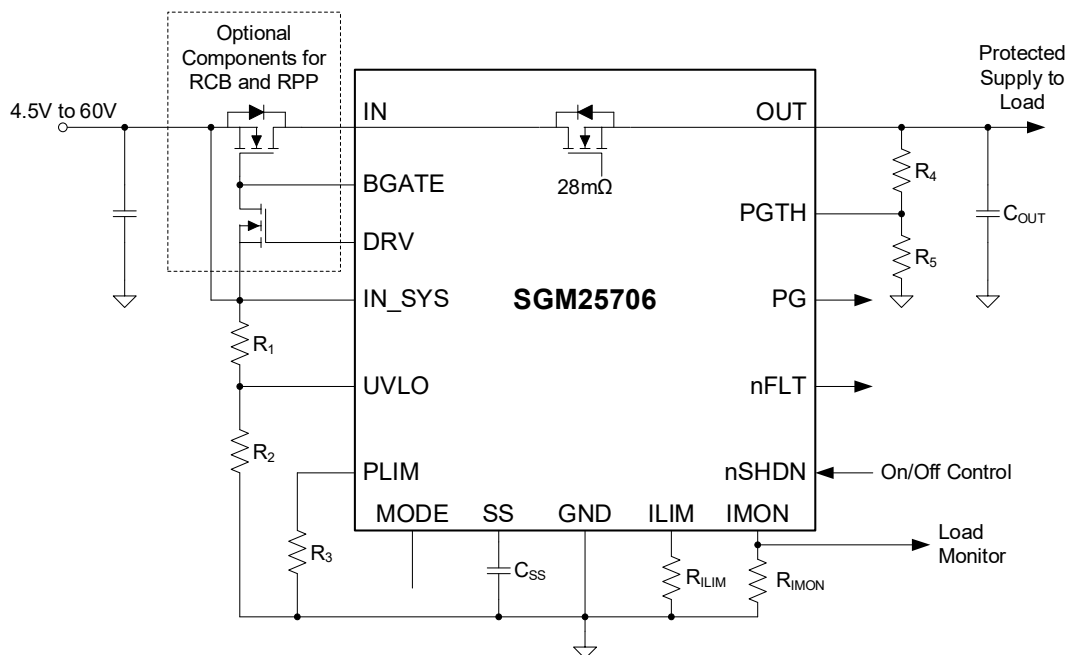 Optional
Components for
RCB and RPP
4.5V to 60V
IN
OUT
Protected
Supply to
Load
28mΩ
BGATE
DRV
IN_SYS
SGM25706
PGTH
R4
R5
COUT
PG
R1
UVLO
nFLT
R2
PLIM
nSHDN
On/Off Control
MODE
SS
GND
ILIM
IMON
R3
CSS
RILIM
RIMON
Load
Monitor